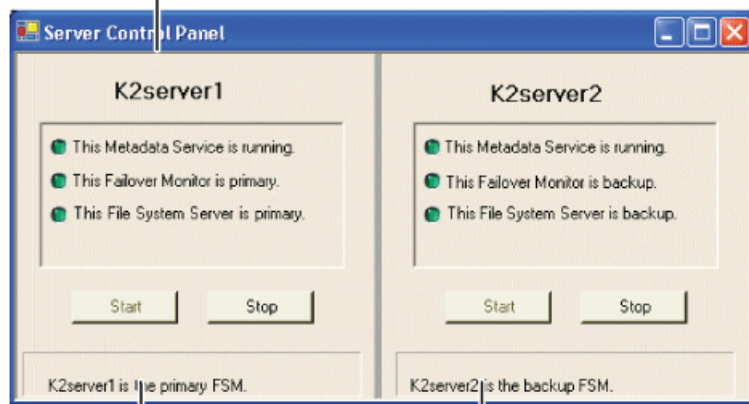 Server Control Panel
K2server1
This Metadata Service is running.
This Failover Monitor is primary.
This File System Server is primary.
Start
Stop
K2server1 is the primary FSM.
K2server2
This Metadata Service is running.
This Failover Monitor is backup.
This File System Server is backup.
Start
Stop
K2server2 is the backup FSM.